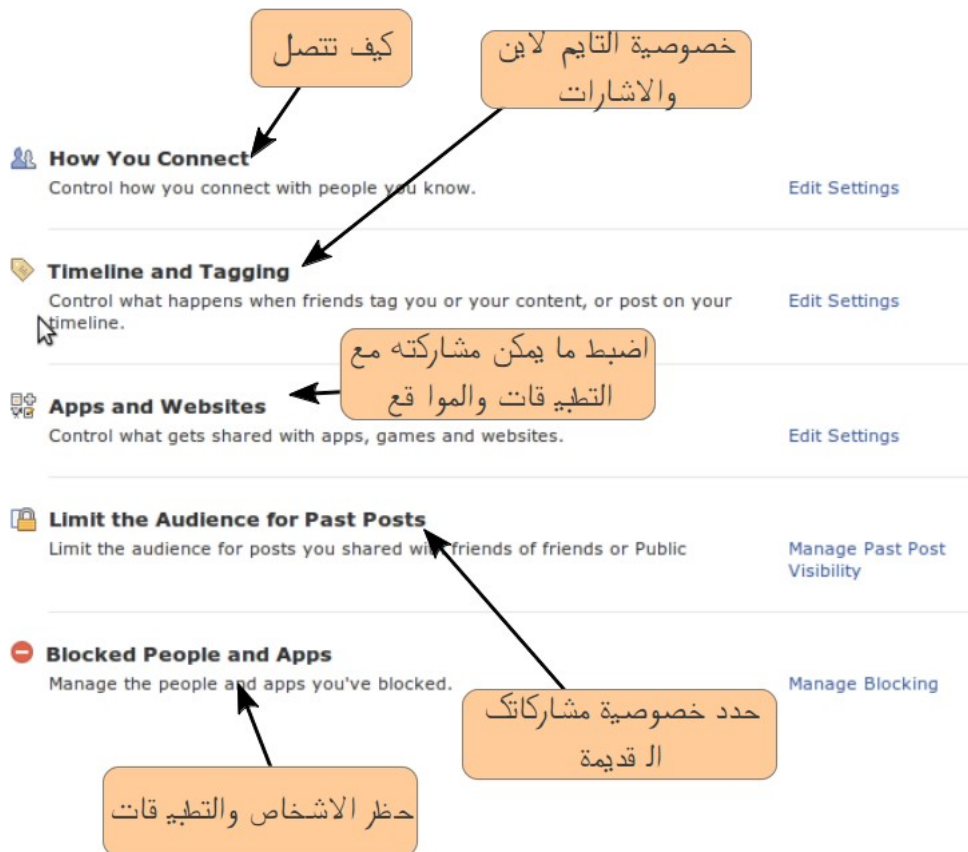 كيف تتصل
خصوصية التايم لاين
والاشارات
How You Connect
Control how you connect with people you know.
Edit Settings
Timeline and Tagging
Control what happens when friends tag you or your content, or post on your
timeline.
Edit Settings
اضبط ما يمكن مشاركته مع
التطبيقات والمواقع
Apps and Websites
Control what gets shared with apps, games and websites.
Edit Settings
Limit the Audience for Past Posts
Limit the audience for posts you shared with friends of friends or Public
Manage Past Post
Visibility
Blocked People and Apps
Manage the people and apps you've blocked.
Manage Blocking
حدد خصوصية مشاركاتك
القديمة
حظر الاشخاص والتطبيقات